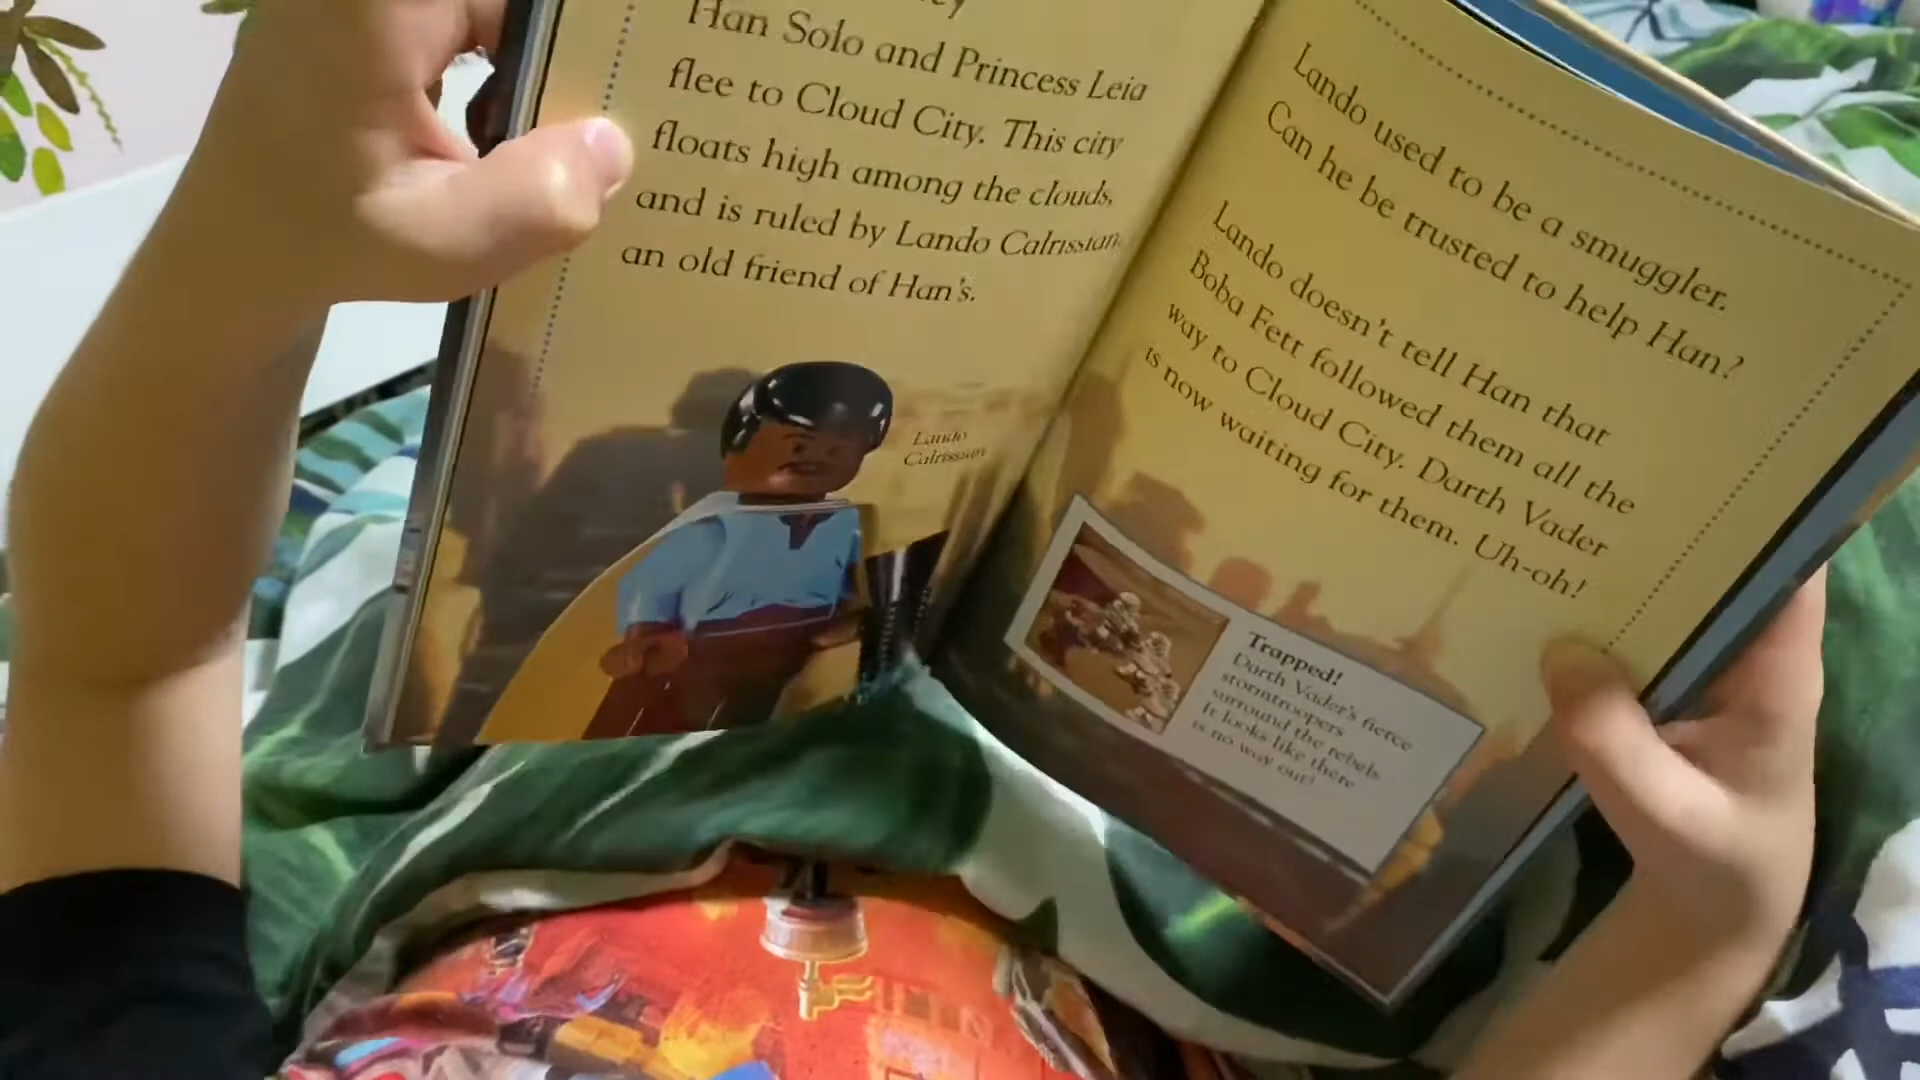 Han Solo and Princess Leia
flee to Cloud City. This city
floats high among the clouds,
and is ruled by Lando Calrissian,
an old friend of Han's.
Lando
Calrissian
Lando used to be a smuggler.
Can he be trusted to help Han?
Lando doesn't tell Han that
Boba Fett followed them all the
way to Cloud City. Darth Vader
is now waiting for them. Uh-oh!
Trapped!
Darth Vader's fierce
stormtroopers
surround the rebels.
It looks like there
is no way out!